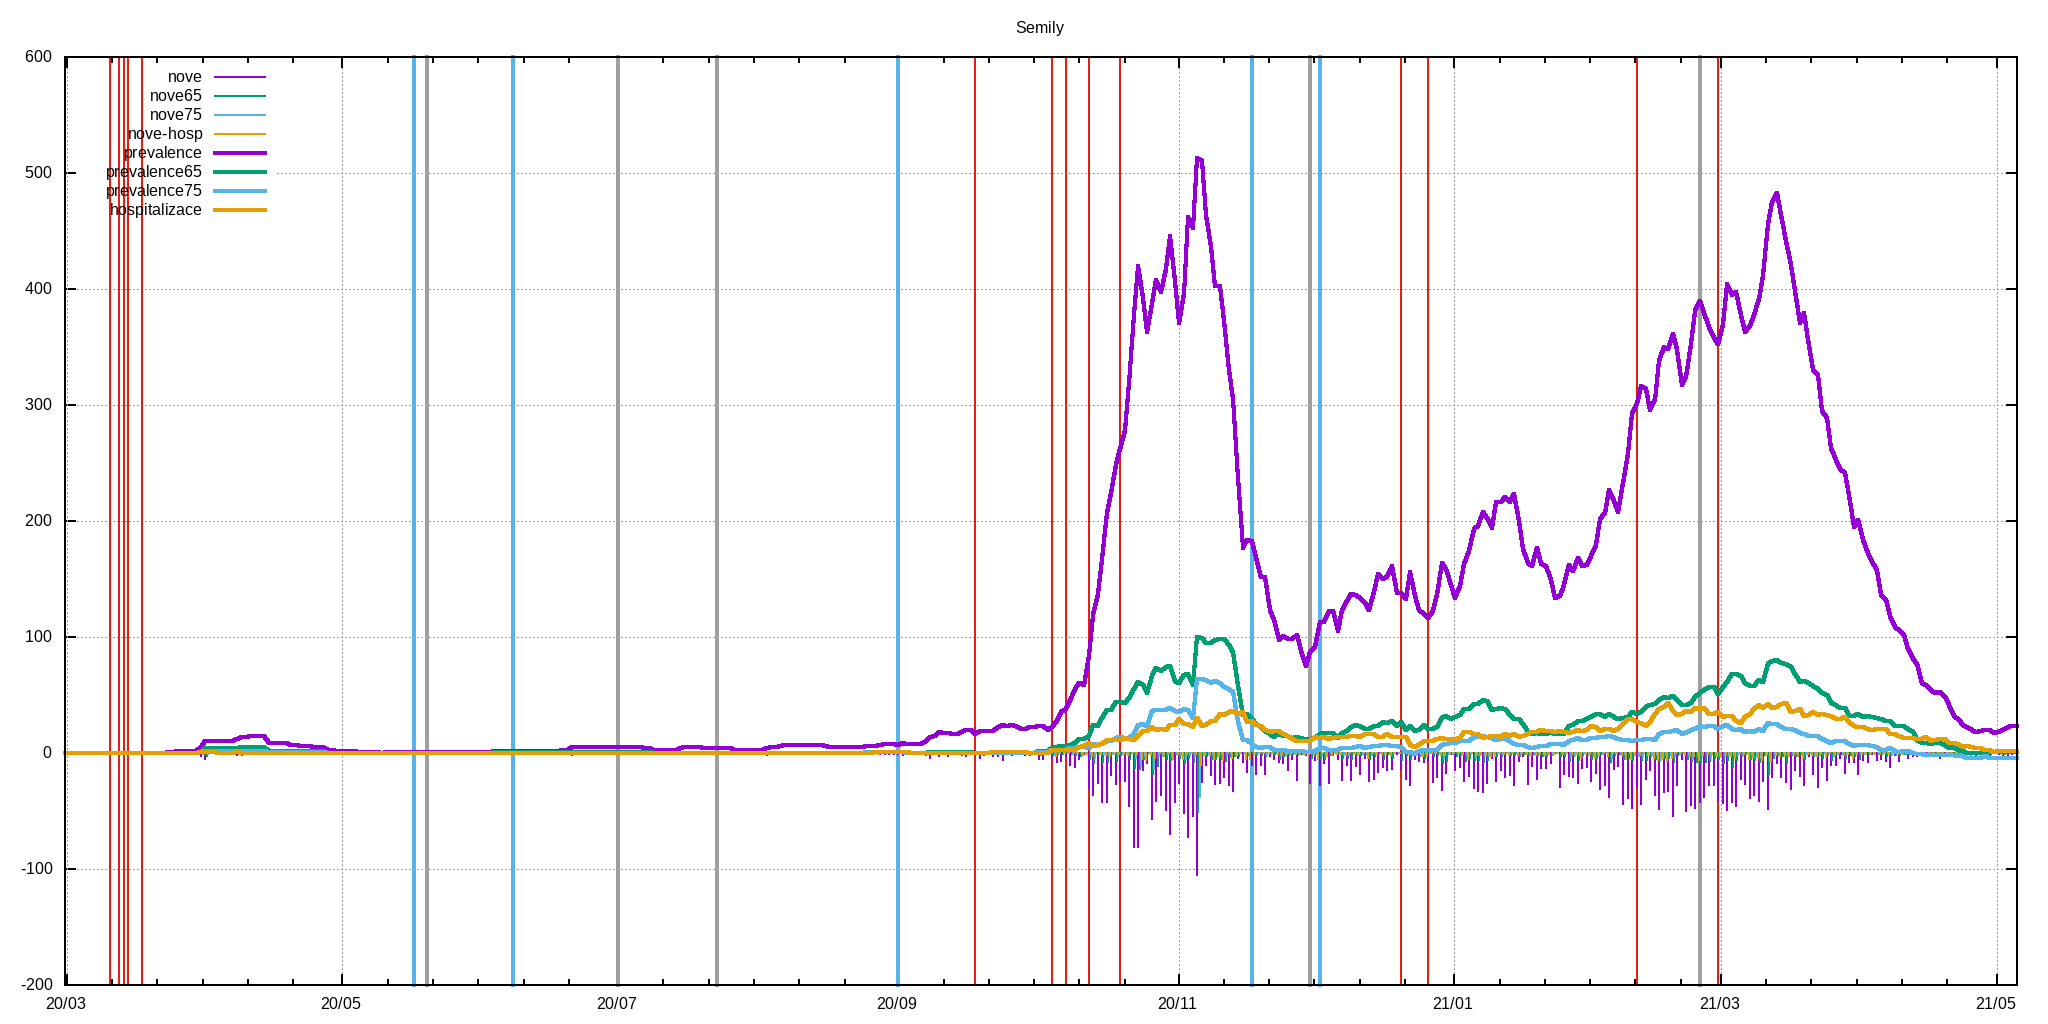 Semily
600
500
400
300
200
100
0
-100
-200
nove
nove65
nove75
nove-hosp
prevalence
prevalence65
prevalence75
hospitalizace
20/03 20/05 20/07 20/09 20/11 21/01 21/03 21/05